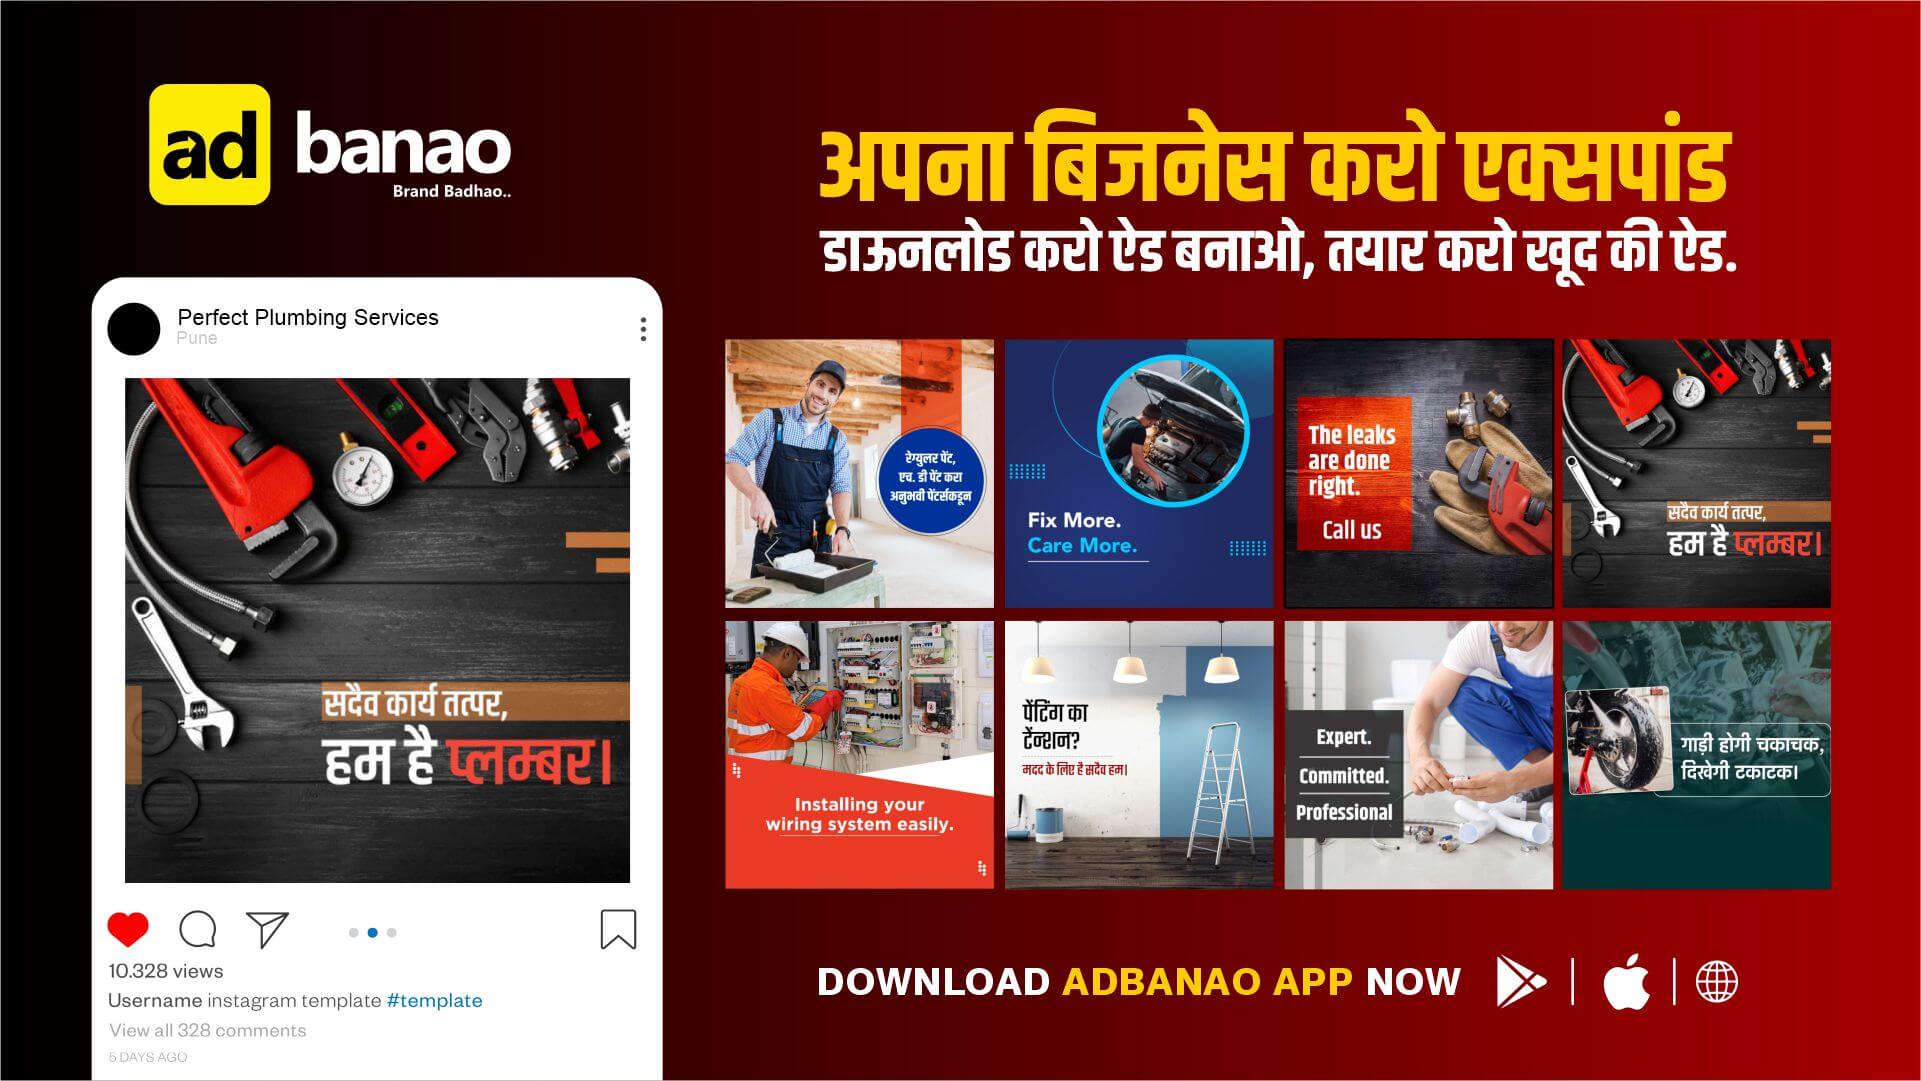 ad banao
Brand Badhao..
अपना बिजनेस करो एक्सपांड
डाऊनलोड करो ऐड बनाओ, तयार करो खूद की ऐड.
Perfect Plumbing Services
Pune
सदैव कार्य तत्पर,
हम है प्लम्बर।
10.328 views
Username instagram template #template
View all 328 comments
5 DAYS AGO
रेग्युलर पेंट,
एच. डी पेंट करा
अनुभवी पेंटर्सकडून
Fix More.
Care More.
The leaks
are done
right.
Call us
सदैव कार्य तत्पर,
हम है प्लम्बर।
Installing your
wiring system easily.
पेंटिंग का
टेंन्शन?
मदद के लिए है सदैव हम।
Expert.
Committed.
Professional
गाड़ी होगी चकाचक,
दिखेगी टकाटक।
DOWNLOAD ADBANAO APP NOW